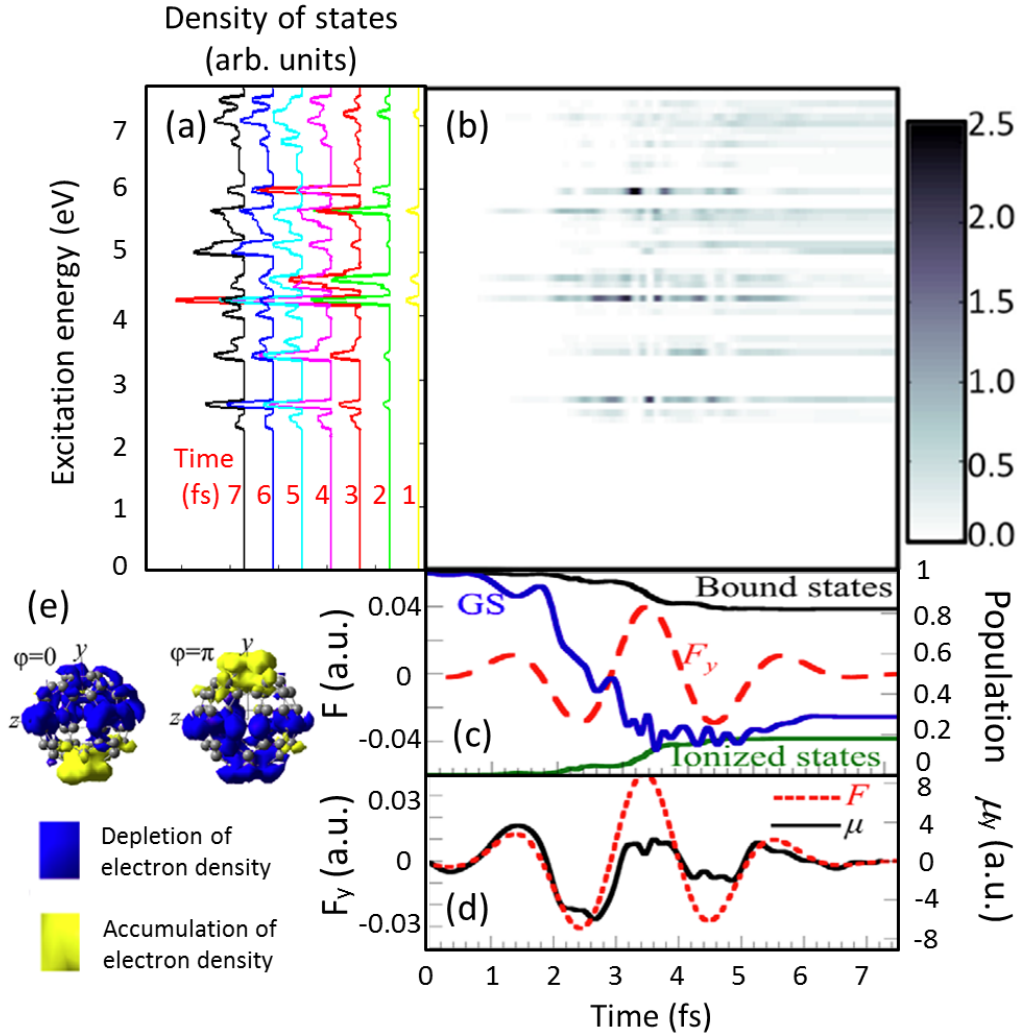 Density of states
(arb. units)
Excitation energy (eV)
7
6
5
4
3
2
1
0
(a)
Time
(fs) 7 6 5 4 3 2 1
(b)
2.5
2.0
1.5
1.0
0.5
0.0
(e)
φ=0
y
z
φ=π
y
z
Depletion of
electron density
Accumulation of
electron density
F (a.u.)
0.04
0
-0.04
GS
Bound states
Fy
(c)
Ionized states
1
0.8
0.6
0.4
0.2
0
Population
Fy (a.u.)
0.03
0
-0.03
F
μ
(d)
8
4
0
-4
-8
μy (a.u.)
0 1 2 3 4 5 6 7
Time (fs)